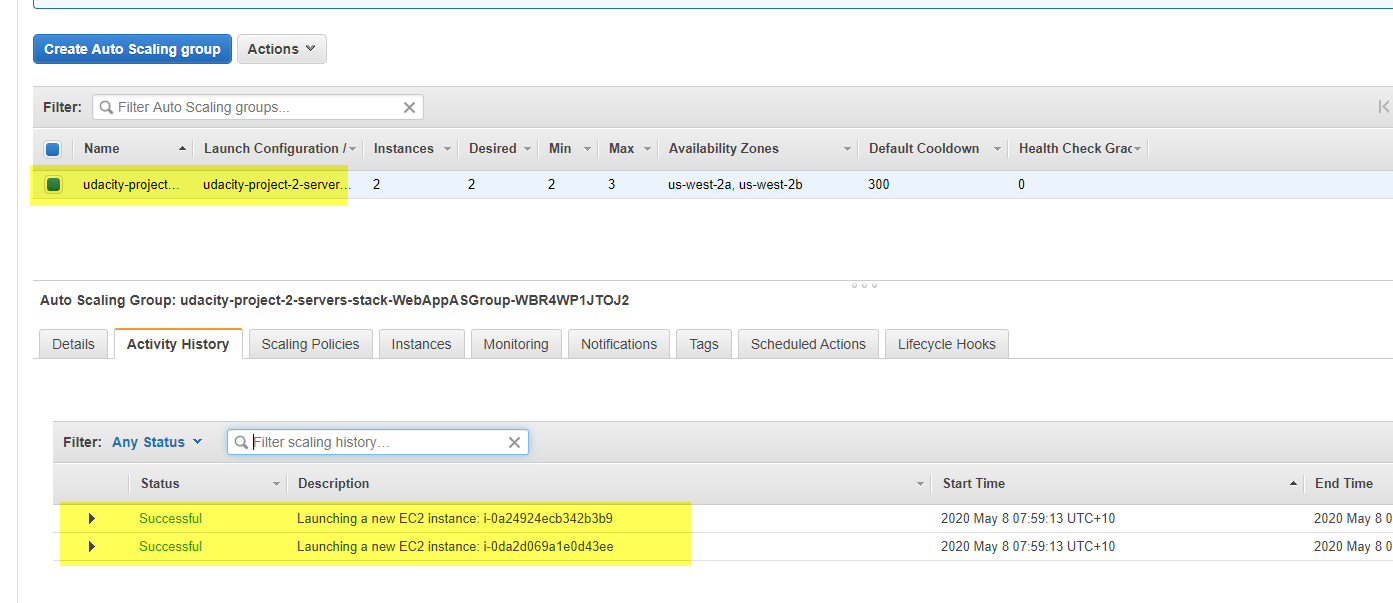 Create Auto Scaling group Actions
Filter: Filter Auto Scaling groups...
Name Launch Configuration / Instances Desired Min Max Availability Zones Default Cooldown Health Check Grac
udacity-project... udacity-project-2-server... 2 2 2 3 us-west-2a, us-west-2b 300 0
Auto Scaling Group: udacity-project-2-servers-stack-WebAppASGroup-WBR4WP1JTOJ2
Details Activity History Scaling Policies Instances Monitoring Notifications Tags Scheduled Actions Lifecycle Hooks
Filter: Any Status Filter scaling history...
Status Description Start Time End Time
Successful Launching a new EC2 instance: i-0a24924ecb342b3b9 2020 May 8 07:59:13 UTC+10 2020 May 8 0
Successful Launching a new EC2 instance: i-0da2d069a1e0d43ee 2020 May 8 07:59:13 UTC+10 2020 May 8 0